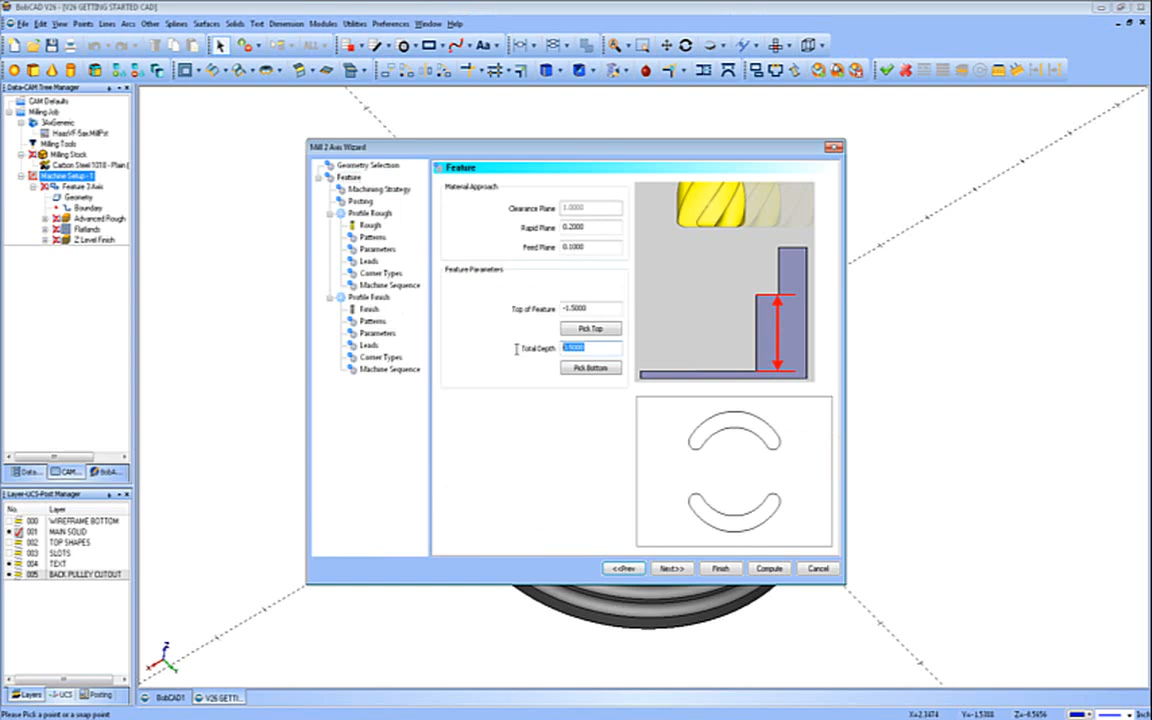 BobCAD V26 - [V26 GETTING STARTED CAD]
File Edit View Points Lines Arcs Other Splines Surfaces Solids Text Dimension Modules Utilities Preferences Window Help
ALL
Aa
Data-CAM Tree Manager
CAM Defaults
Milling Job
Milling Tools
Milling Stock
Carbon Steel 1018 - Plain (
Machine Setup - 1
Feature 3 Axis
Geometry
Boundary
Advanced Rough
Flatlands
Z Level Finish
Data...
CAM...
BobA...
Layer-UCS-Post Manager
No. Layer
000 WIREFRAME BOTTOM
001 MAIN SOLID
002 TOP SHAPES
003 SLOTS
004 TEXT
005 BACK PULLEY CUTOUT
Layers
UCS
Posting
Mill 2 Axis Wizard
Geometry Selection
Feature
Machining Strategy
Posting
Profile Rough
Rough
Patterns
Parameters
Leads
Corner Types
Machine Sequence
Profile Finish
Finish
Patterns
Parameters
Leads
Corner Types
Machine Sequence
Feature
Material Approach
Clearance Plane 1.0000
Rapid Plane 0.2000
Feed Plane 0.1000
Feature Parameters
Top of Feature -1.5000
Pick Top
Total Depth
Pick Bottom
<<Prev
Next>>
Finish
Compute
Cancel
BobCAD1
V26 GETTI...
Please Pick a point or a snap point